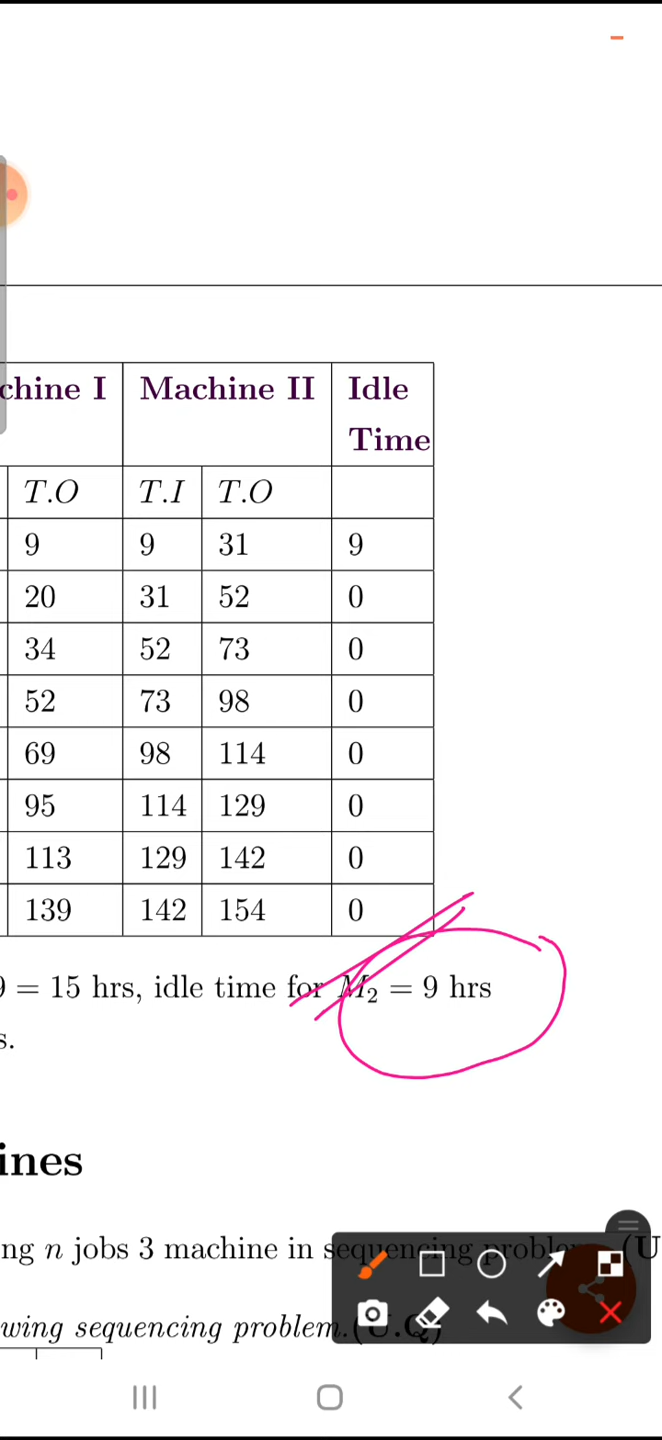 chine I Machine II Idle
Time
T.O T.I T.O
9 9 31 9
20 31 52 0
34 52 73 0
52 73 98 0
69 98 114 0
95 114 129 0
113 129 142 0
139 142 154 0
9 = 15 hrs, idle time for M₂ = 9 hrs
s.
ines
ng n jobs 3 machine in sequencing proble (U
wing sequencing problem.(U.Q)